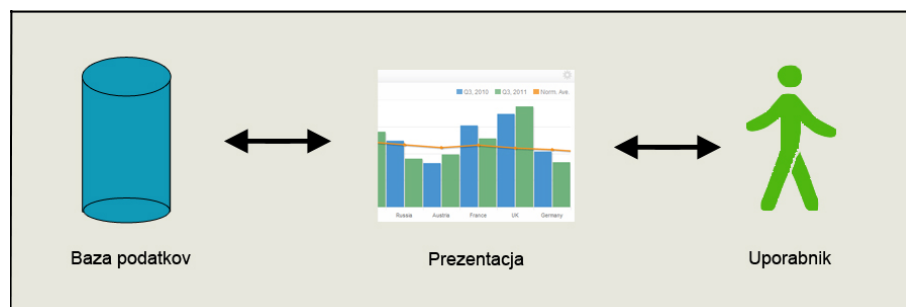 Q3, 2010 Q3, 2011 Norm. Ave.
Russia Austria France UK Germany
Baza podatkov Prezentacja Uporabnik